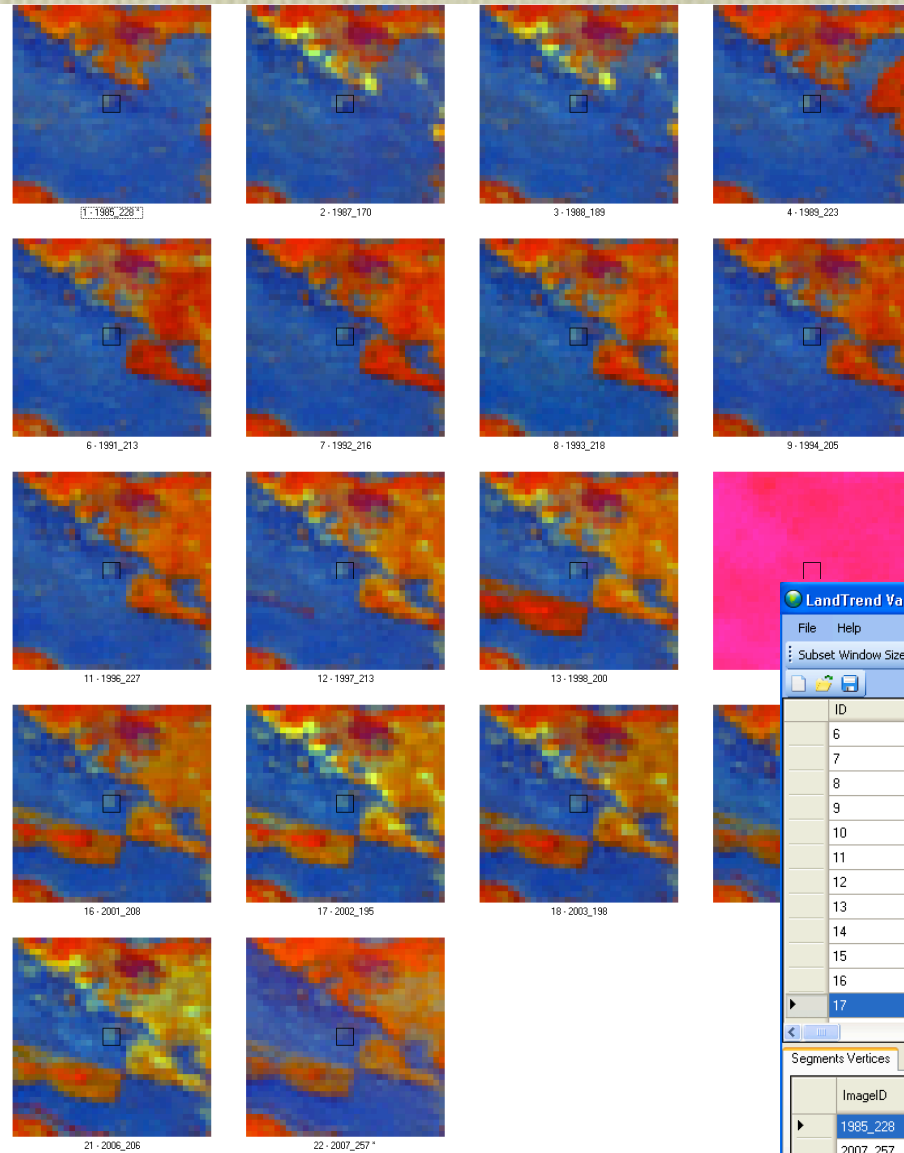 1 - 1985_228 *
2 - 1987_170
3 - 1988_189
4 - 1989_223
6 - 1991_213
7 - 1992_216
8 - 1993_218
9 - 1994_205
11 - 1996_227
12 - 1997_213
13 - 1998_200
LandTrend Va
File Help
Subset Window Size
ID
6
7
8
9
10
11
12
13
14
15
16
17
16 - 2001_208
17 - 2002_195
18 - 2003_198
Segments Vertices
ImageID
1985_228
2007_257
21 - 2006_206
22 - 2007_257 *